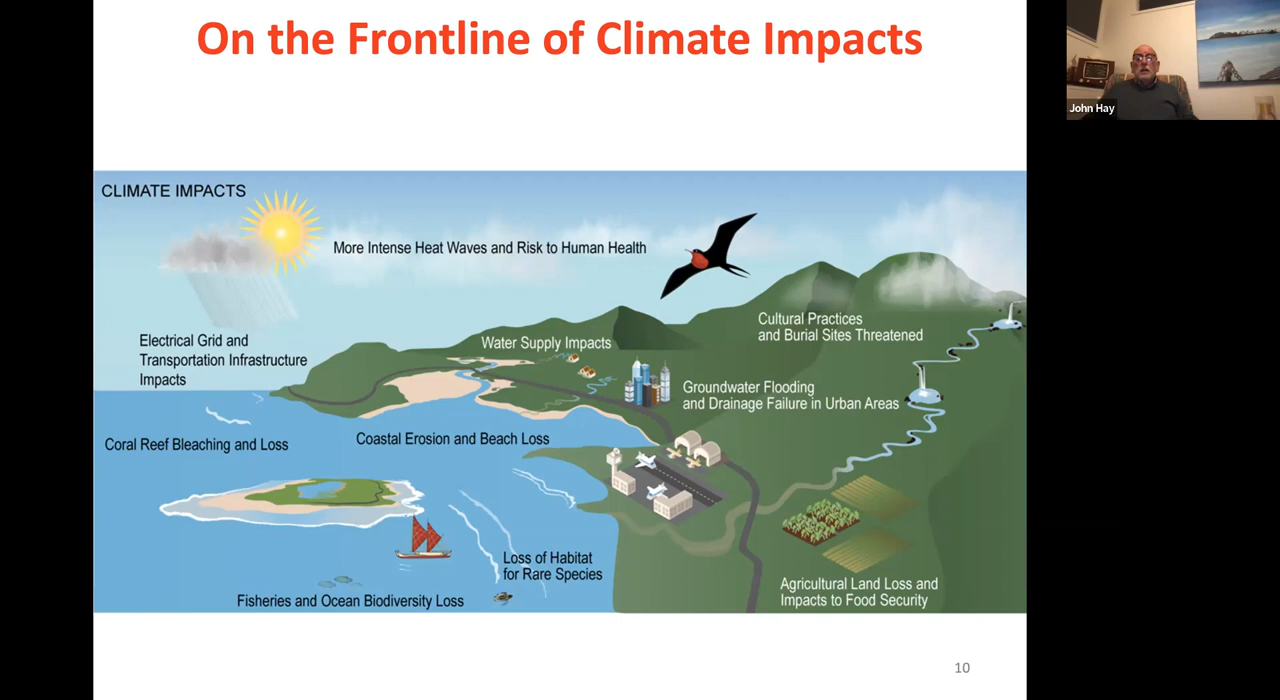 On the Frontline of Climate Impacts
John Hay
CLIMATE IMPACTS
More Intense Heat Waves and Risk to Human Health
Cultural Practices
and Burial Sites Threatened
Electrical Grid and
Transportation Infrastructure
Impacts
Water Supply Impacts
Groundwater Flooding
and Drainage Failure in Urban Areas
Coral Reef Bleaching and Loss
Coastal Erosion and Beach Loss
Loss of Habitat
for Rare Species
Agricultural Land Loss and
Impacts to Food Security
Fisheries and Ocean Biodiversity Loss
10